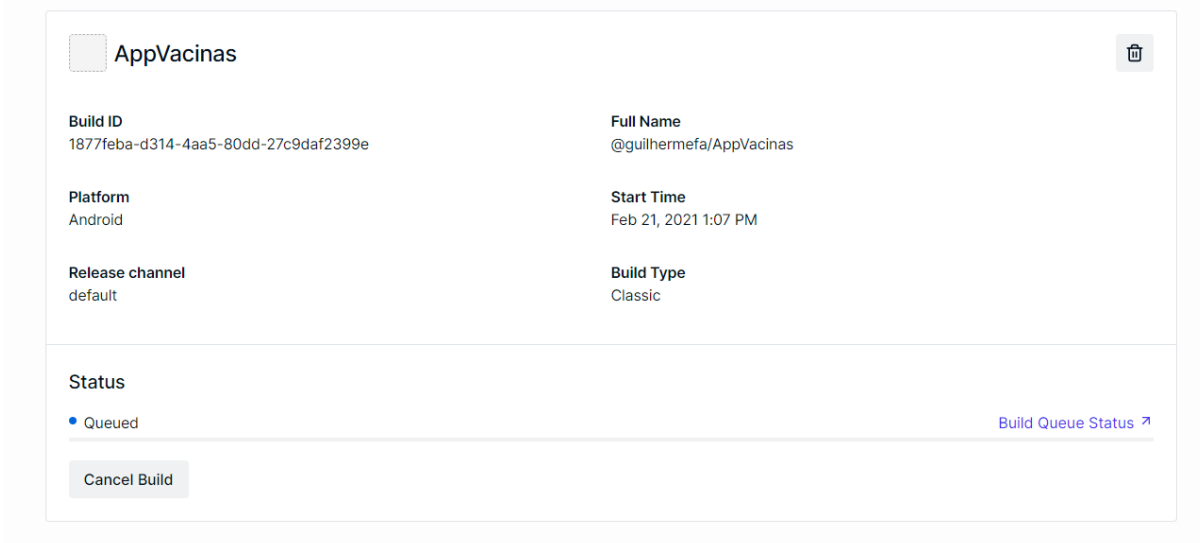 AppVacinas
Build ID
1877feba-d314-4aa5-80dd-27c9daf2399e
Full Name
@guilhermefa/AppVacinas
Platform
Android
Start Time
Feb 21, 2021 1:07 PM
Release channel
default
Build Type
Classic
Status
Queued
Build Queue Status
Cancel Build